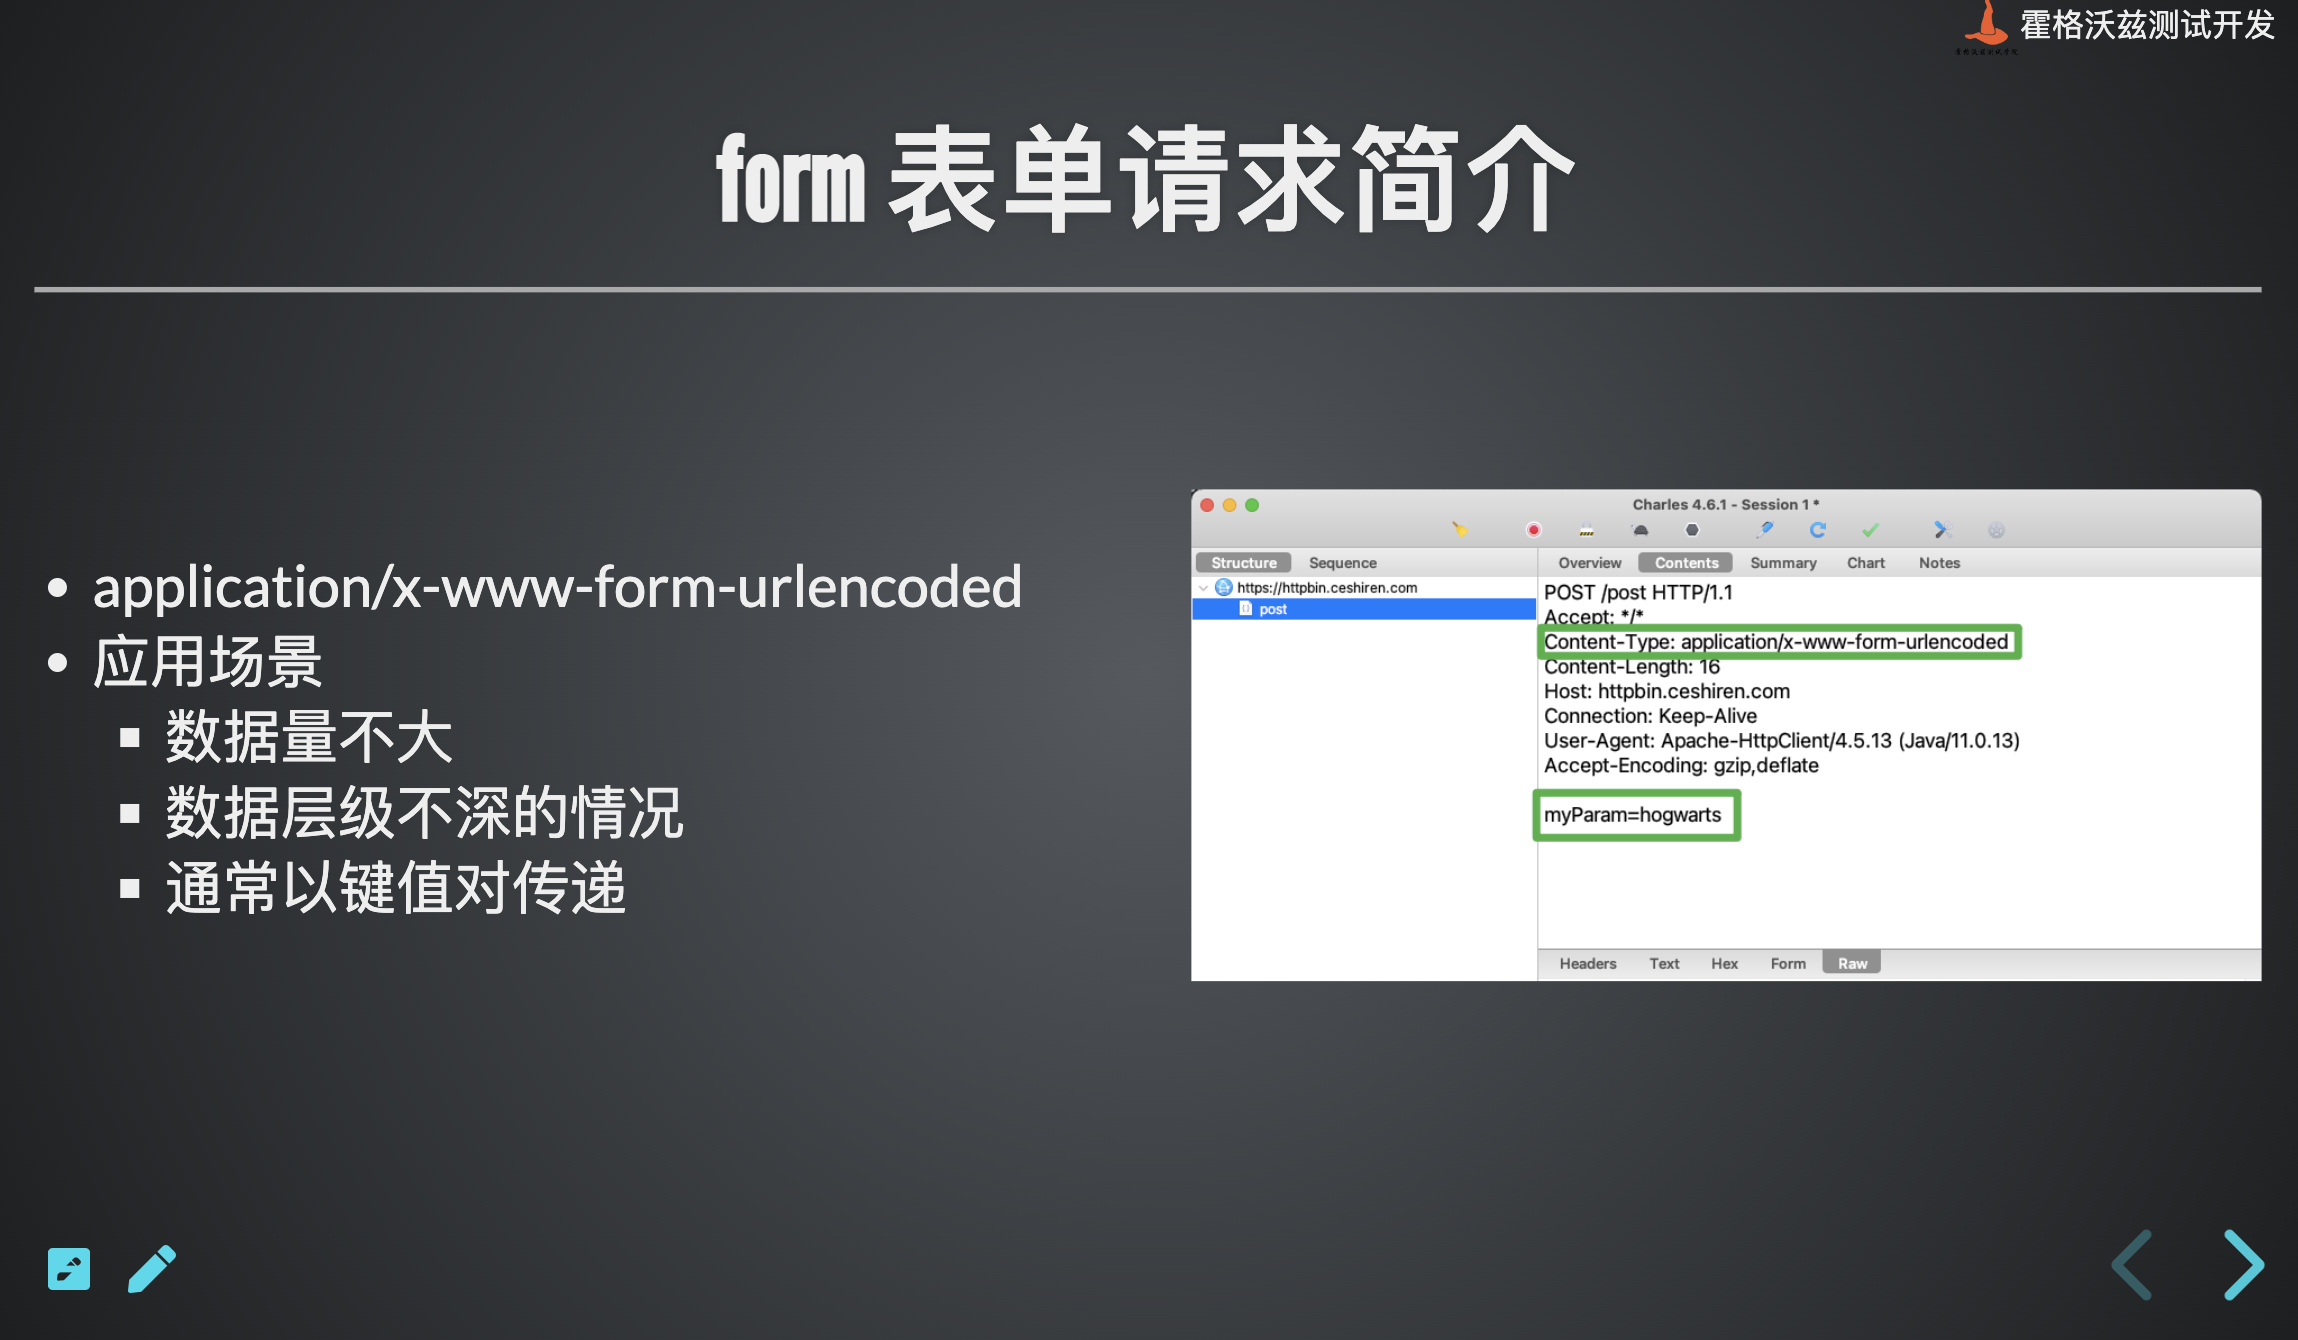 霍格沃兹测试开发
form 表单请求简介
application/x-www-form-urlencoded
应用场景
数据量不大
数据层级不深的情况
通常以键值对传递
Charles 4.6.1 - Session 1 *
Structure Sequence
https://httpbin.ceshiren.com
post
Overview Contents Summary Chart Notes
POST /post HTTP/1.1
Accept: */*
Content-Type: application/x-www-form-urlencoded
Content-Length: 16
Host: httpbin.ceshiren.com
Connection: Keep-Alive
User-Agent: Apache-HttpClient/4.5.13 (Java/11.0.13)
Accept-Encoding: gzip,deflate
myParam=hogwarts
Headers Text Hex Form Raw